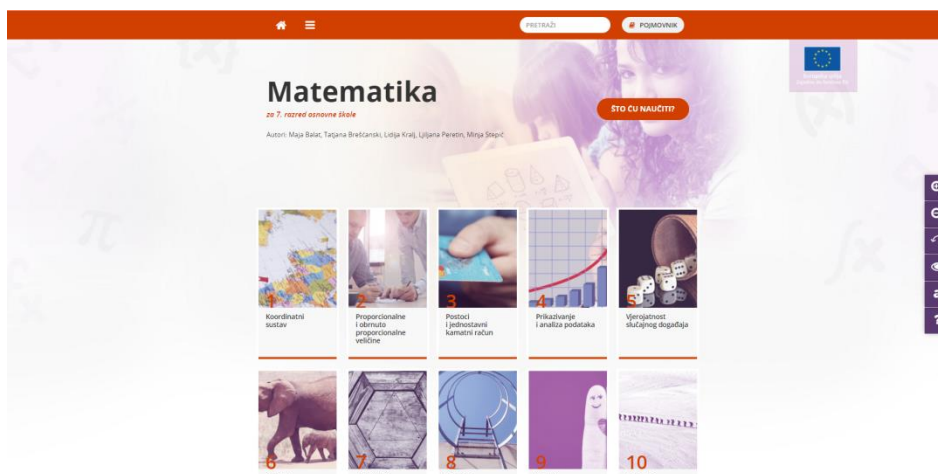 PRETRAŽI
POJMOVNIK
Matematika
za 7. razred osnovne škole
ŠTO ĆU NAUČITI?
Autori: Maja Balat, Tatjana Breščanski, Lidija Kralj, Ljiljana Peretin, Minja Stepić
1
Koordinatni
sustav
2
Proporcionalne
i obrnuto
proporcionalne
veličine
3
Postoci
i jednostavni
kamatni račun
4
Prikazivanje
i analiza podataka
5
Vjerojatnost
slučajnog događaja
6
7
8
9
10